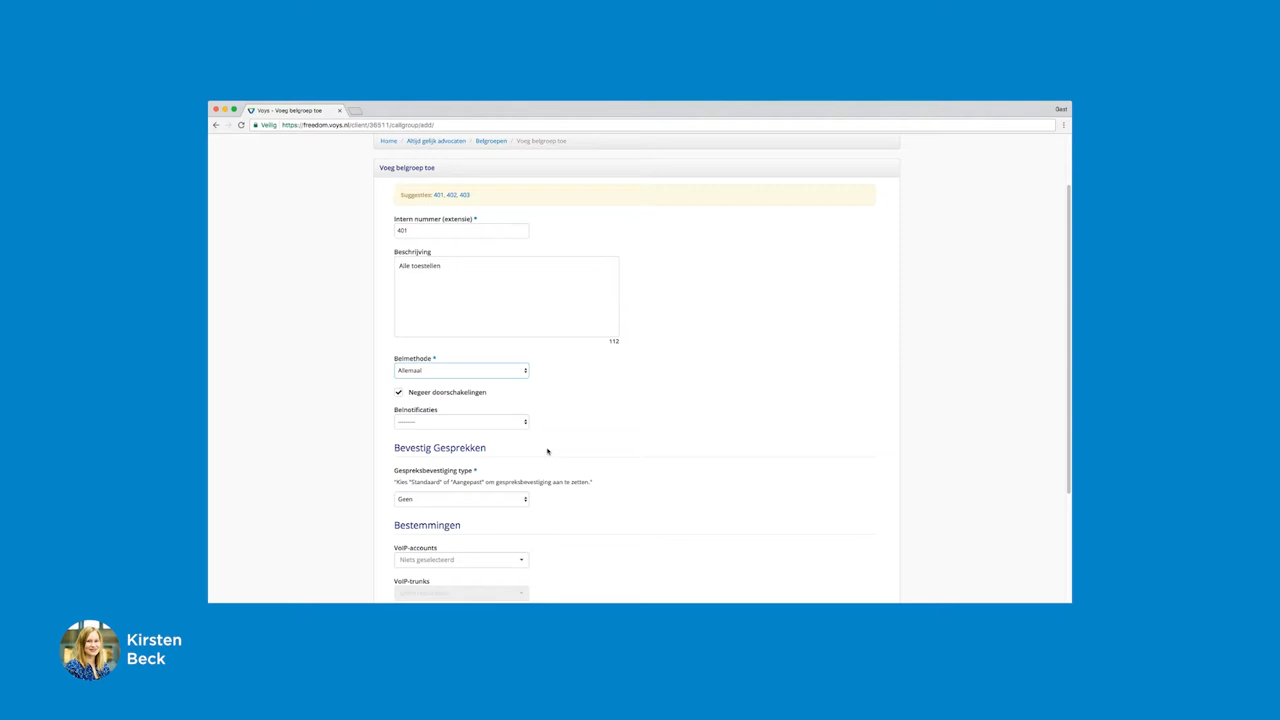 Voys - Voeg belgroep toe
Gast
Veilig
https://freedom.voys.nl/client/36511/callgroup/add/
Home / Altijd gelijk advocaten / Belgroepen / Voeg belgroep toe
Voeg belgroep toe
Suggesties: 401, 402, 403
Intern nummer (extensie) *
401
Beschrijving
Alle toestellen
112
Belmethode *
Allemaal
Negeer doorschakelingen
Belnotificaties
--------
Bevestig Gesprekken
Gespreksbevestiging type *
"Kies "Standaard" of "Aangepast" om gespreksbevestiging aan te zetten."
Geen
Bestemmingen
VoIP-accounts
Niets geselecteerd
VoIP-trunks
Kirsten
Beck